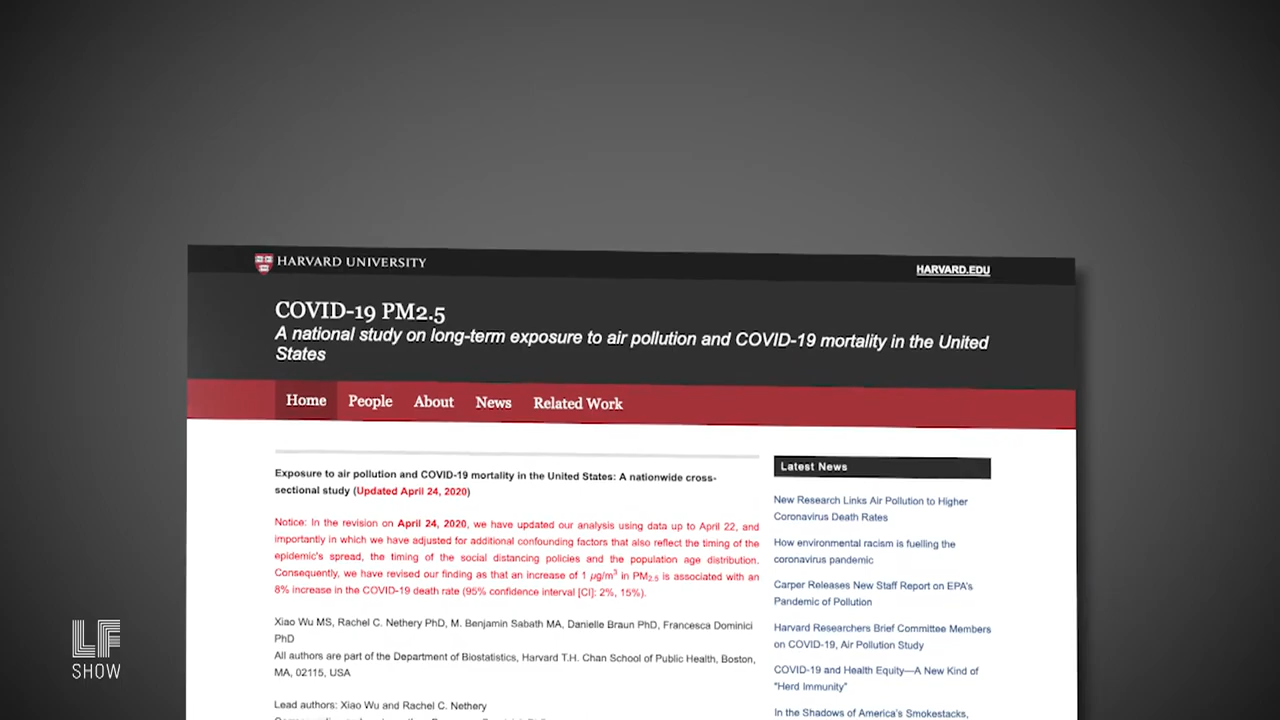 HARVARD UNIVERSITY
HARVARD.EDU
COVID-19 PM2.5
A national study on long-term exposure to air pollution and COVID-19 mortality in the United
States
Home People About News Related Work
Exposure to air pollution and COVID-19 mortality in the United States: A nationwide cross-
sectional study (Updated April 24, 2020)
Notice: In the revision on April 24, 2020, we have updated our analysis using data up to April 22, and
importantly in which we have adjusted for additional confounding factors that also reflect the timing of the
epidemic's spread, the timing of the social distancing policies and the population age distribution.
Consequently, we have revised our finding as that an increase of 1 μg/m3 in PM2.5 is associated with an
8% increase in the COVID-19 death rate (95% confidence interval [CI]: 2%, 15%).
Xiao Wu MS, Rachel C. Nethery PhD, M. Benjamin Sabath MA, Danielle Braun PhD, Francesca Dominici
PhD
All authors are part of the Department of Biostatistics, Harvard T.H. Chan School of Public Health, Boston,
MA, 02115, USA
Lead authors: Xiao Wu and Rachel C. Nethery
Latest News
New Research Links Air Pollution to Higher
Coronavirus Death Rates
How environmental racism is fuelling the
coronavirus pandemic
Carper Releases New Staff Report on EPA's
Pandemic of Pollution
Harvard Researchers Brief Committee Members
on COVID-19, Air Pollution Study
COVID-19 and Health Equity—A New Kind of
"Herd Immunity"
In the Shadows of America's Smokestacks,
LF
SHOW